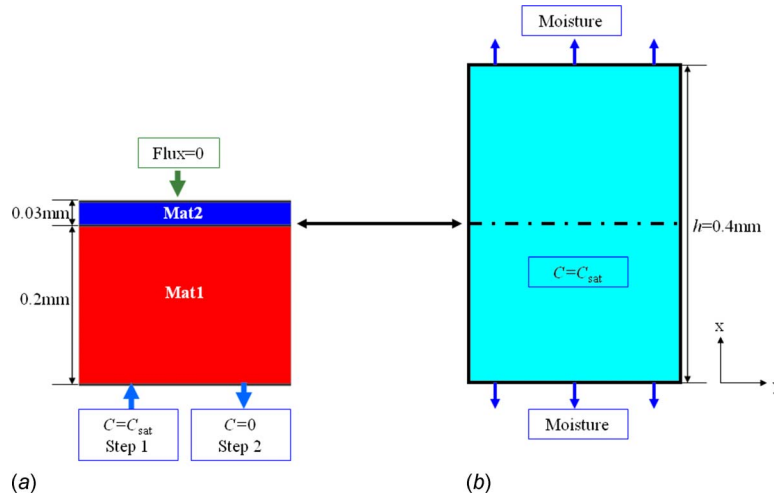 Flux=0
0.03mm
Mat2
0.2mm
Mat1
C=Csat
Step 1
C=0
Step 2
(a)
Moisture
h=0.4mm
C=Csat
x
Moisture
(b)